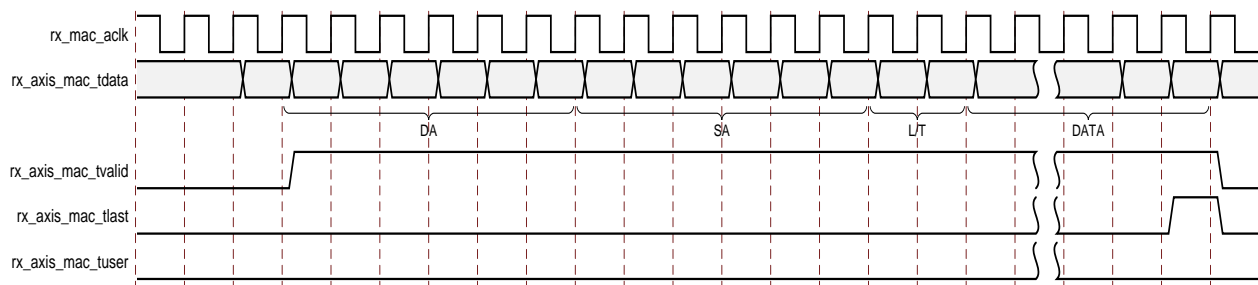 rx_mac_aclk
rx_axis_mac_tdata
DA SA L/T DATA
rx_axis_mac_tvalid
rx_axis_mac_tlast
rx_axis_mac_tuser